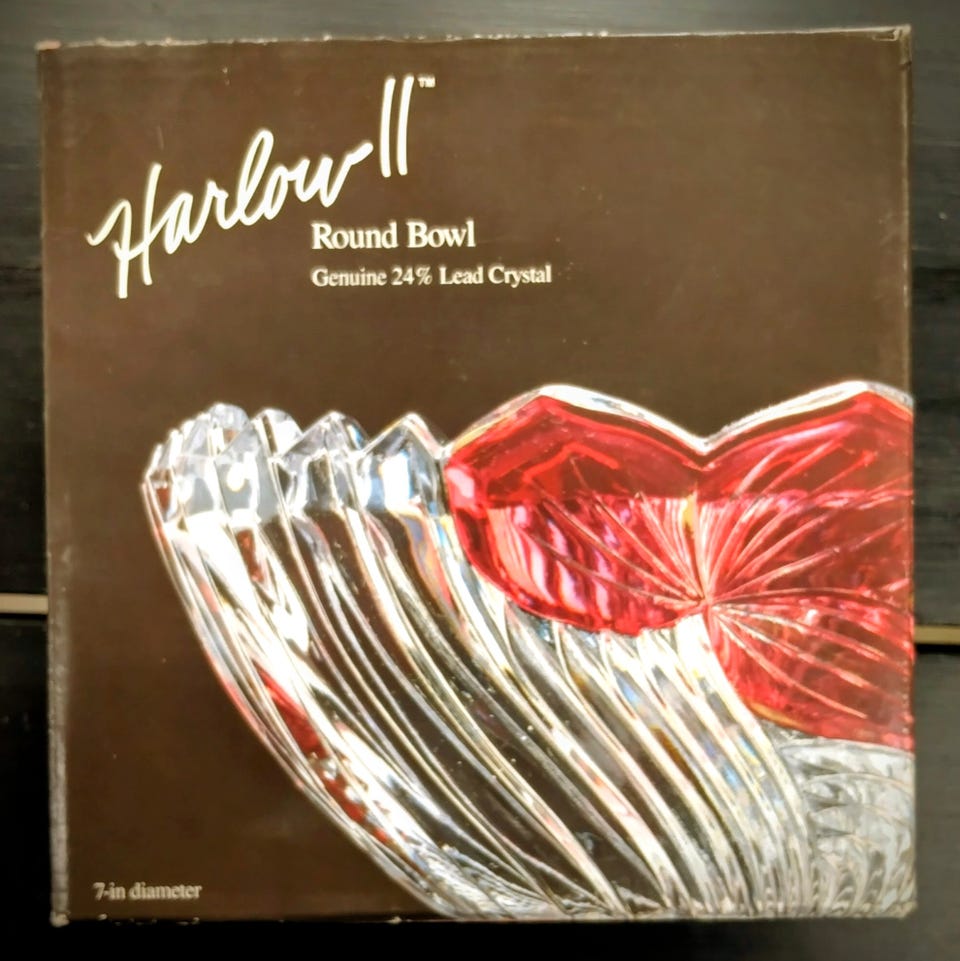 Harlow II™
Round Bowl
Genuine 24% Lead Crystal
7-in diameter